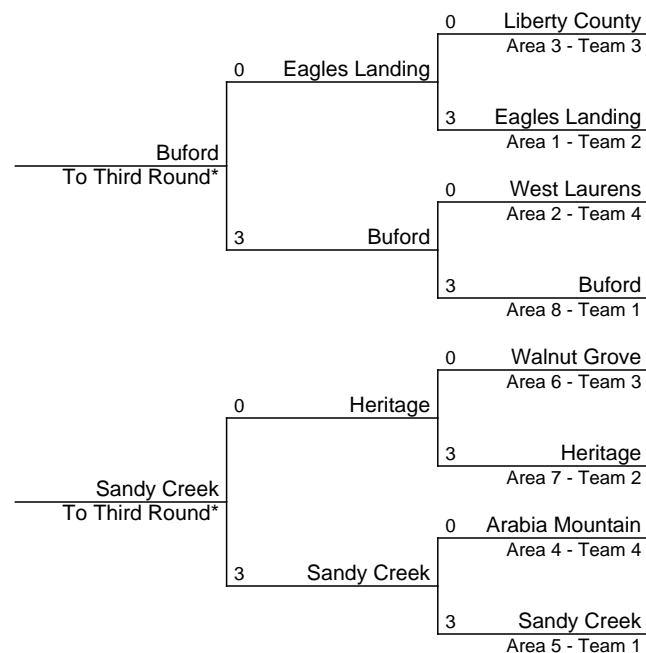 0 Liberty County
Area 3 - Team 3
0 Eagles Landing
3 Eagles Landing
Area 1 - Team 2
Buford
To Third Round*
0 West Laurens
Area 2 - Team 4
3 Buford
3 Buford
Area 8 - Team 1
0 Walnut Grove
Area 6 - Team 3
0 Heritage
3 Heritage
Area 7 - Team 2
Sandy Creek
To Third Round*
0 Arabia Mountain
Area 4 - Team 4
3 Sandy Creek
3 Sandy Creek
Area 5 - Team 1